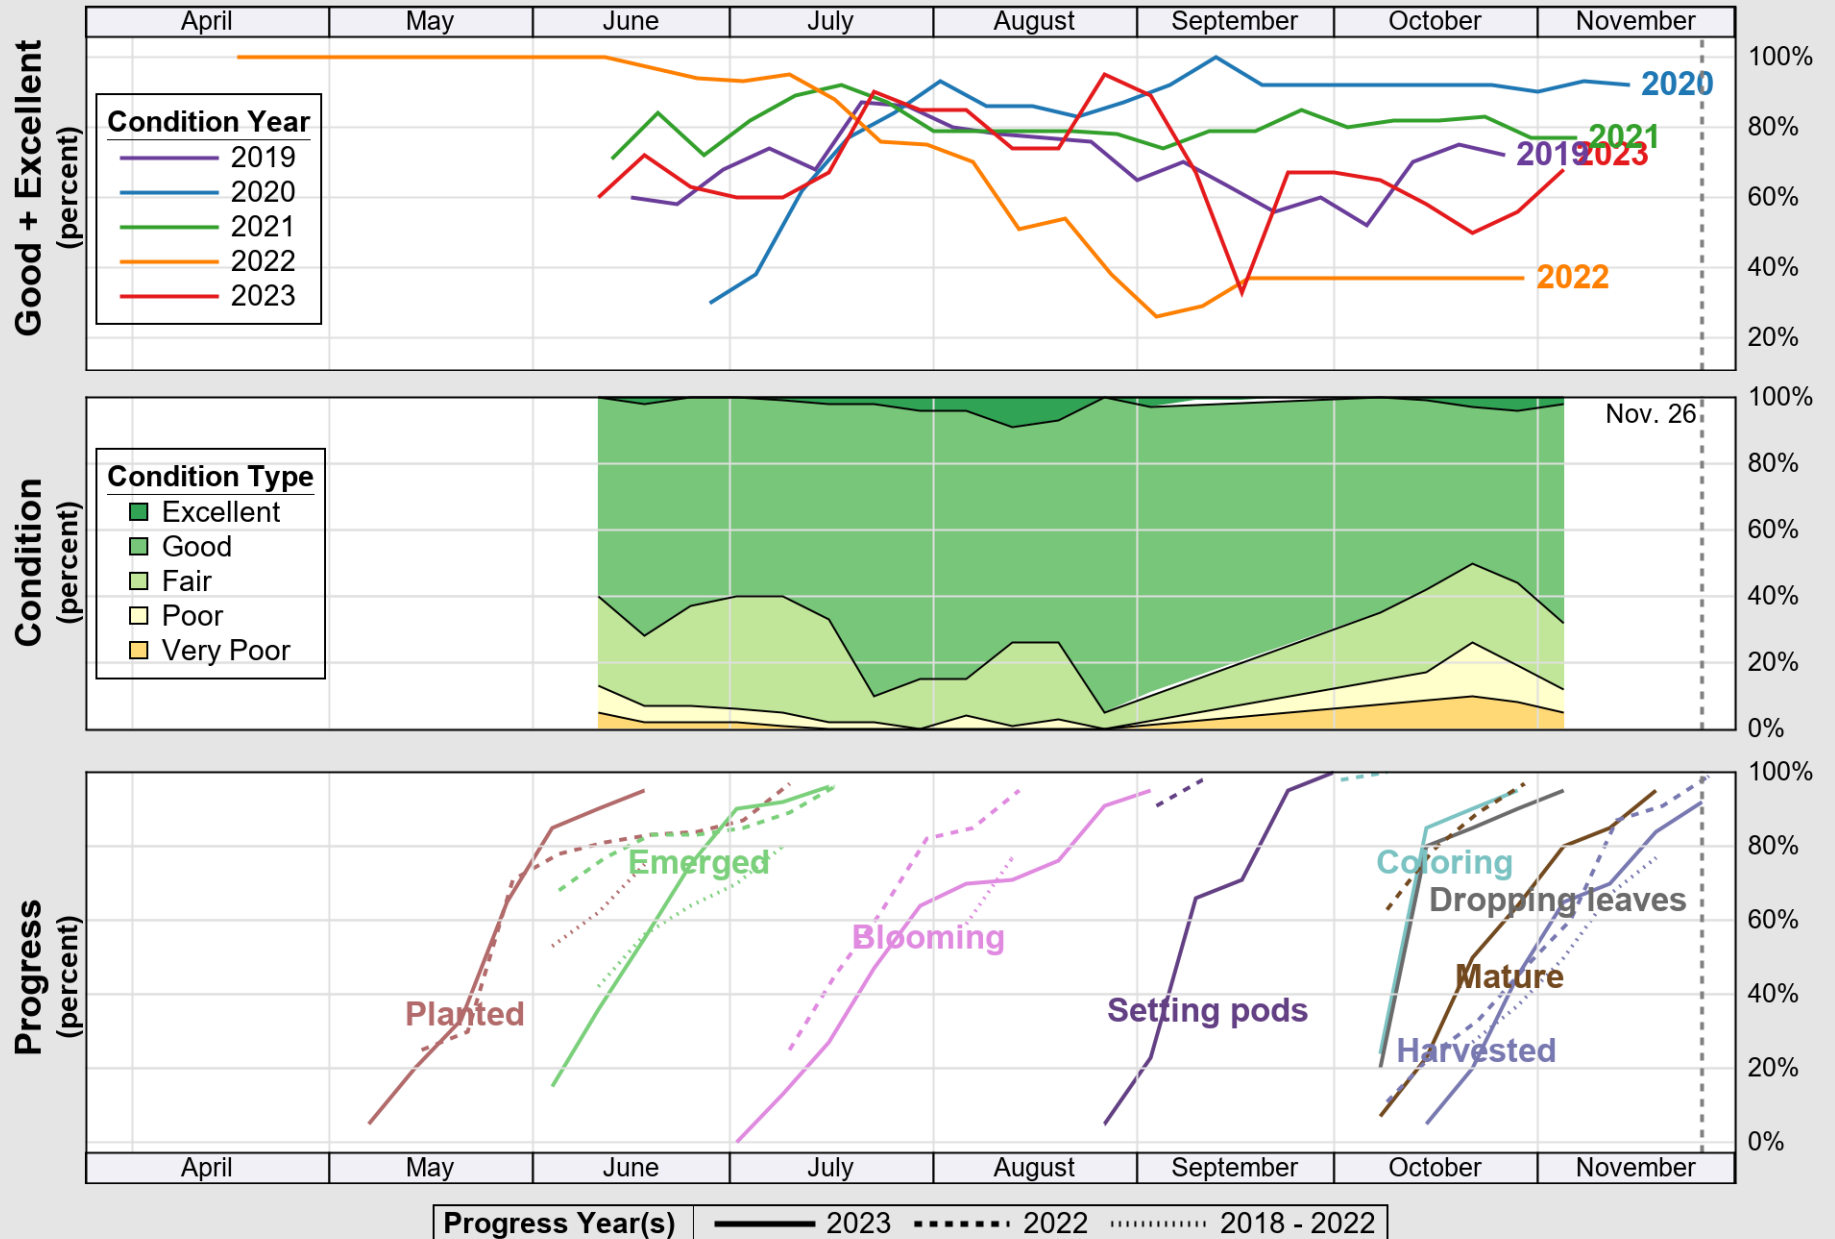 April May June July August September October November
Good + Excellent
(percent)
100%
80%
60%
40%
20%
Condition Year
2019
2020
2021
2022
2023
2020
2021
2019
2023
2022
Condition
(percent)
100%
80%
60%
40%
20%
0%
Nov. 26
Condition Type
Excellent
Good
Fair
Poor
Very Poor
Progress
(percent)
100%
80%
60%
40%
20%
0%
Planted
Emerged
Blooming
Setting pods
Coloring
Dropping leaves
Mature
Harvested
April May June July August September October November
Progress Year(s) 2023 2022 2018 - 2022